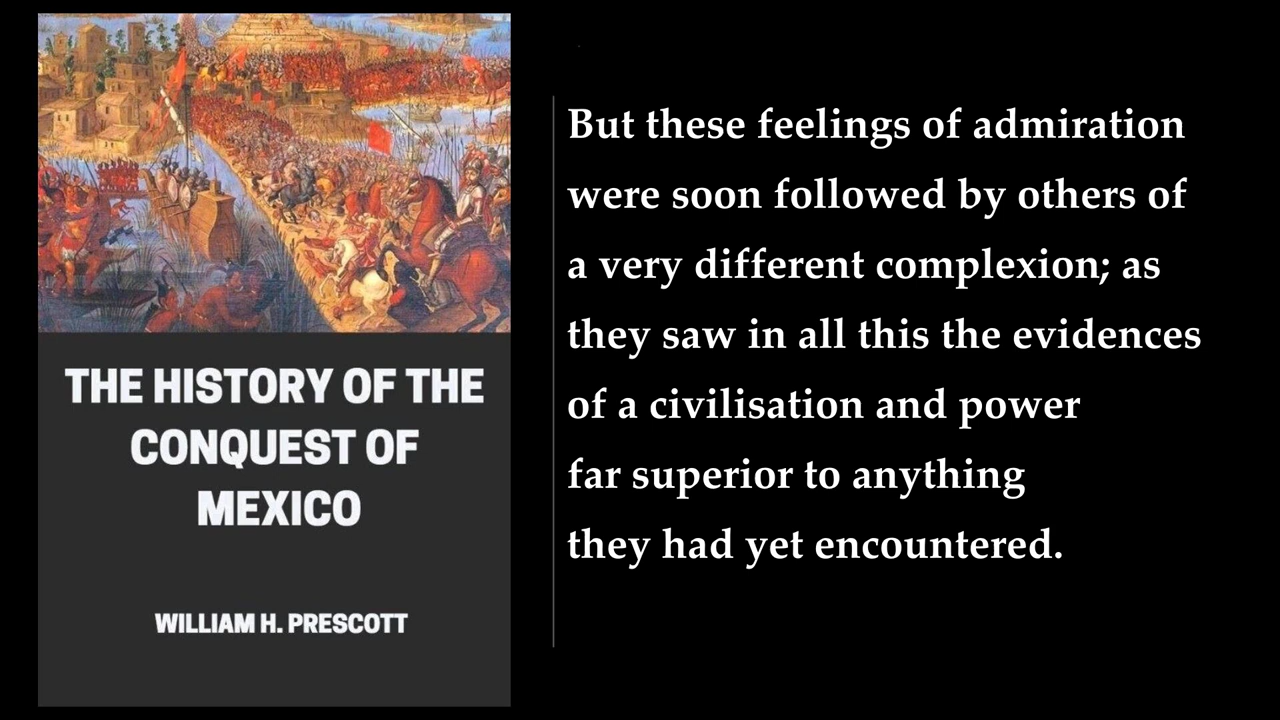 THE HISTORY OF THE
CONQUEST OF
MEXICO
WILLIAM H. PRESCOTT
But these feelings of admiration
were soon followed by others of
a very different complexion; as
they saw in all this the evidences
of a civilisation and power
far superior to anything
they had yet encountered.